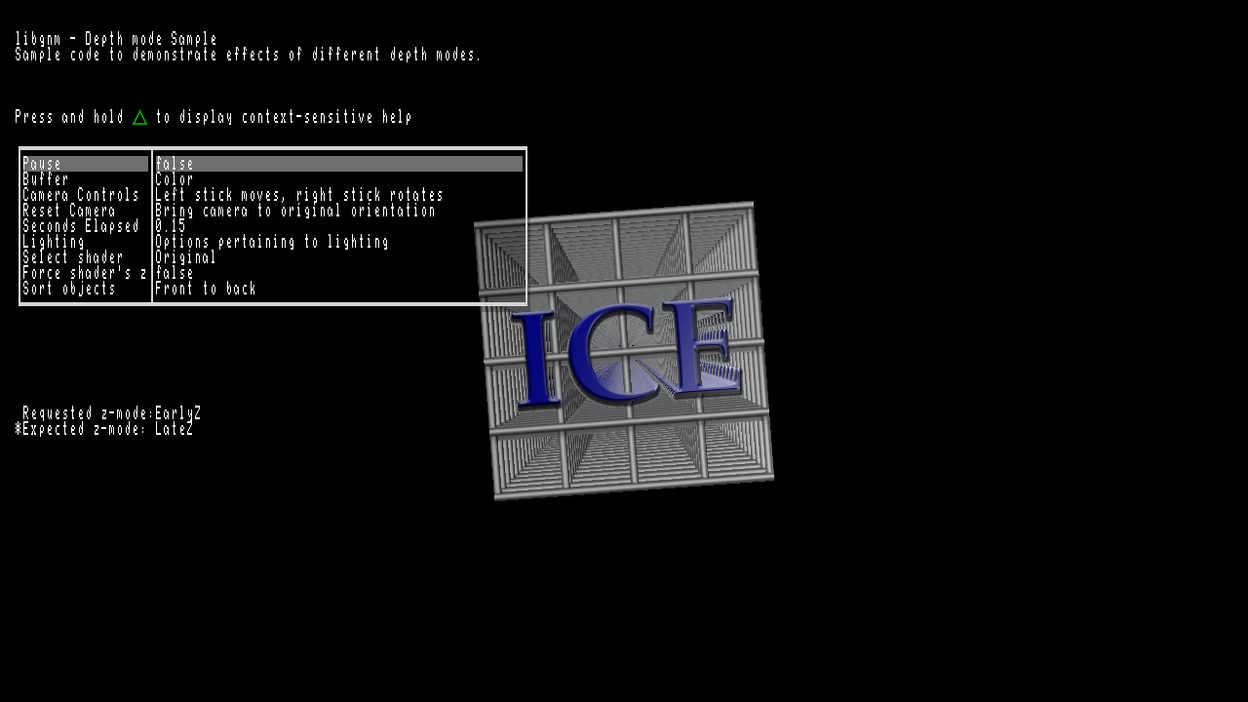 libgnm - Depth mode Sample
Sample code to demonstrate effects of different depth modes.
Press and hold △ to display context-sensitive help
Pause false
Buffer Color
Camera Controls Left stick moves, right stick rotates
Reset Camera Bring camera to original orientation
Seconds Elapsed 0.15
Lighting Options pertaining to lighting
Select shader Original
Force shader's z false
Sort objects Front to back
ICE
Requested z-mode:EarlyZ
*Expected z-mode: LateZ